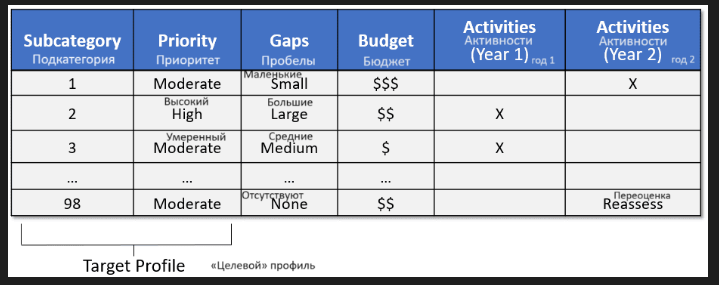 Subcategory Priority Gaps Budget Activities Activities
Подкатегория Приоритет Пробелы Бюджет Активности Активности
(Year 1) год 1 (Year 2) год 2
Маленькие
1 Moderate Small $$$ X
Высокий Большие
2 High Large $$ X
Умеренный Средние
3 Moderate Medium $ X
... ... ... ...
Отсутствуют Переоценка
98 Moderate None $$ Reassess
Target Profile «Целевой» профиль